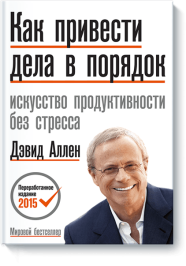 Как привести
дела в порядок
искусство продуктивности
без стресса
Дэвид Аллен
Переработанное
издание
2015
Мировой бестселлер